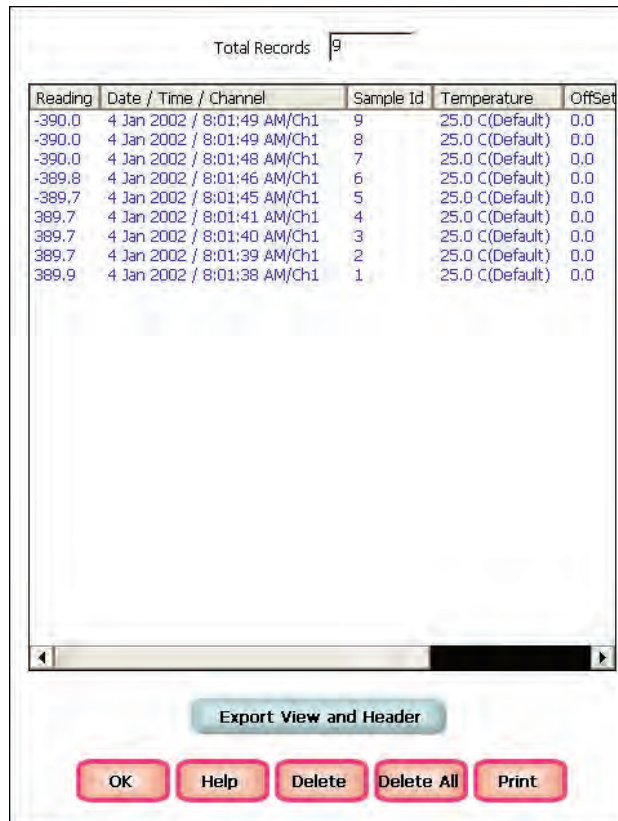 Total Records 9
Reading Date / Time / Channel Sample Id Temperature OffSet
-390.0 4 Jan 2002 / 8:01:49 AM/Ch1 9 25.0 C(Default) 0.0
-390.0 4 Jan 2002 / 8:01:49 AM/Ch1 8 25.0 C(Default) 0.0
-390.0 4 Jan 2002 / 8:01:48 AM/Ch1 7 25.0 C(Default) 0.0
-389.8 4 Jan 2002 / 8:01:46 AM/Ch1 6 25.0 C(Default) 0.0
-389.7 4 Jan 2002 / 8:01:45 AM/Ch1 5 25.0 C(Default) 0.0
389.7 4 Jan 2002 / 8:01:41 AM/Ch1 4 25.0 C(Default) 0.0
389.7 4 Jan 2002 / 8:01:40 AM/Ch1 3 25.0 C(Default) 0.0
389.7 4 Jan 2002 / 8:01:39 AM/Ch1 2 25.0 C(Default) 0.0
389.9 4 Jan 2002 / 8:01:38 AM/Ch1 1 25.0 C(Default) 0.0
Export View and Header
OK Help Delete Delete All Print